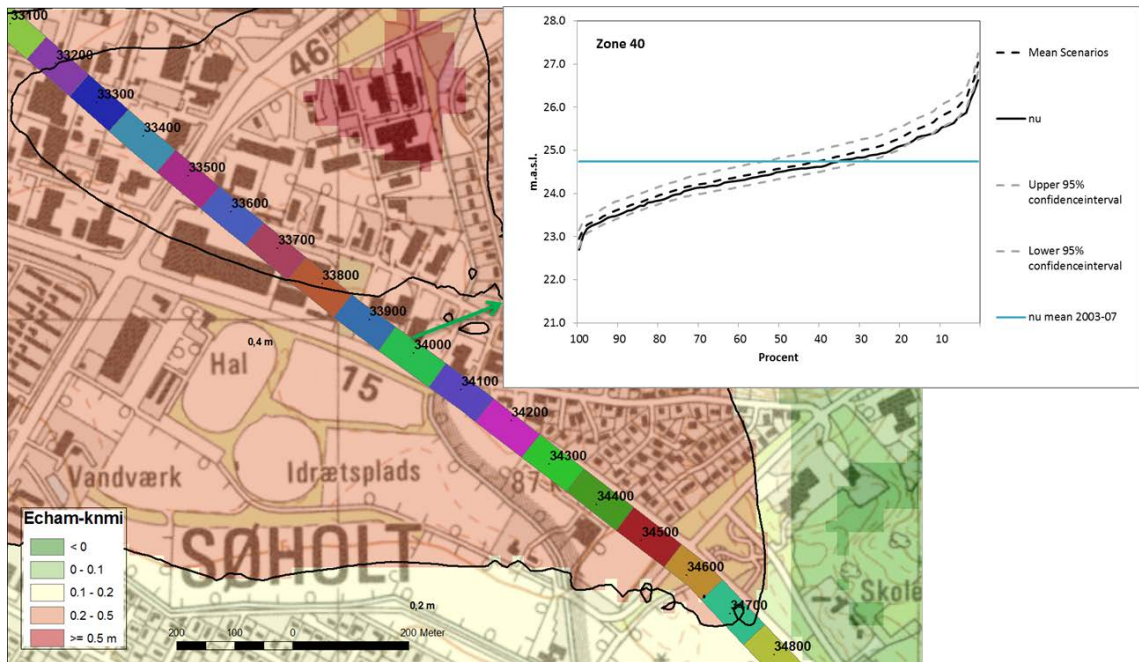 33100
33200
33300
33400
33500
33600
33700
33800
33900
34000
34100
34200
34300
34400
34500
34600
34700
34800
46
0,4 m
Hal
15
Vandværk
Idrætsplads
SØHOLT
Skole
0,2 m
Echam-knmi
< 0
0 - 0.1
0.1 - 0.2
0.2 - 0.5
>= 0.5 m
200 100 0 200 Meter
Zone 40
m.a.s.l.
28.0
27.0
26.0
25.0
24.0
23.0
22.0
21.0
100 90 80 70 60 50 40 30 20 10
Procent
Mean Scenarios
nu
Upper 95%
confidenceinterval
Lower 95%
confidenceinterval
nu mean 2003-07